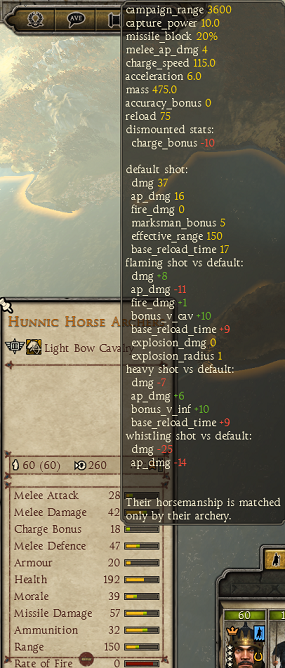 AVE
campaign_range 3600
capture_power 10.0
missile_block 20%
melee_ap_dmg 4
charge_speed 115.0
acceleration 6.0
mass 475.0
accuracy_bonus 0
reload 75
dismounted stats:
charge_bonus -10
default shot:
dmg 37
ap_dmg 16
fire_dmg 0
marksman_bonus 5
effective_range 150
base_reload_time 17
flaming shot vs default:
dmg +8
ap_dmg -11
fire_dmg +1
bonus_v_cav +10
base_reload_time +9
explosion_dmg 0
explosion_radius 1
heavy shot vs default:
dmg -7
ap_dmg +6
bonus_v_inf +10
base_reload_time +9
whistling shot vs default:
dmg -25
ap_dmg -14
Their horsemanship is matched
only by their archery.
Hunnic Horse
Light Bow Cavalry
60 (60) 260
Melee Attack 28
Melee Damage 42
Charge Bonus 18
Melee Defence 47
Armour 20
Health 192
Morale 39
Missile Damage 57
Ammunition 32
Range 150
Rate of Fire 0
60